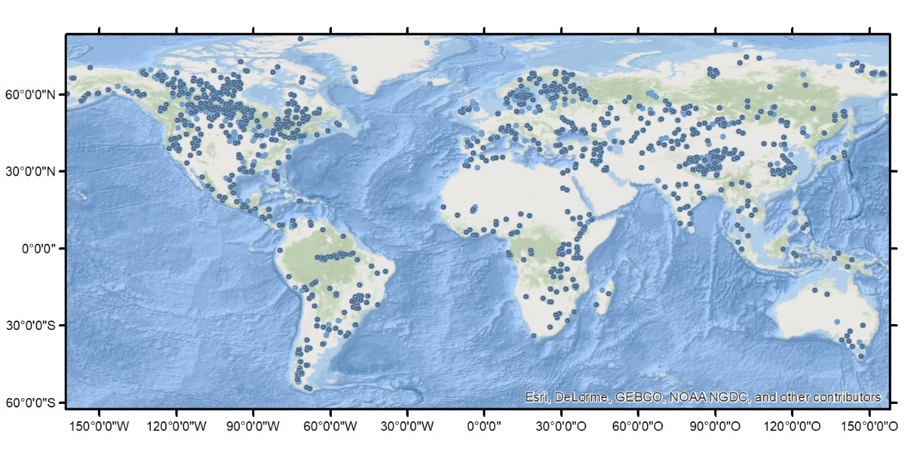 60°0'0"N
30°0'0"N
0°0'0"
30°0'0"S
60°0'0"S
Esri, DeLorme, GEBCO, NOAA NGDC, and other contributors
150°0'0"W 120°0'0"W 90°0'0"W 60°0'0"W 30°0'0"W 0°0'0" 30°0'0"O 60°0'0"O 90°0'0"O 120°0'0"O 150°0'0"O